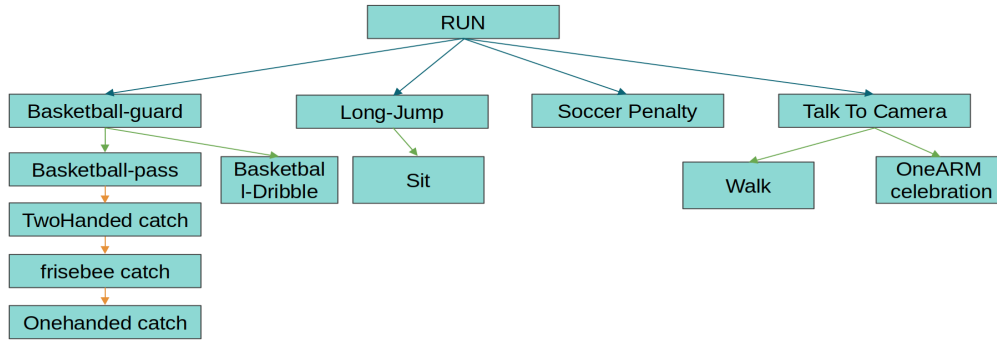 RUN
Basketball-guard
Long-Jump
Soccer Penalty
Talk To Camera
Basketball-pass
Basketbal
l-Dribble
Sit
Walk
OneARM
celebration
TwoHanded catch
frisebee catch
Onehanded catch